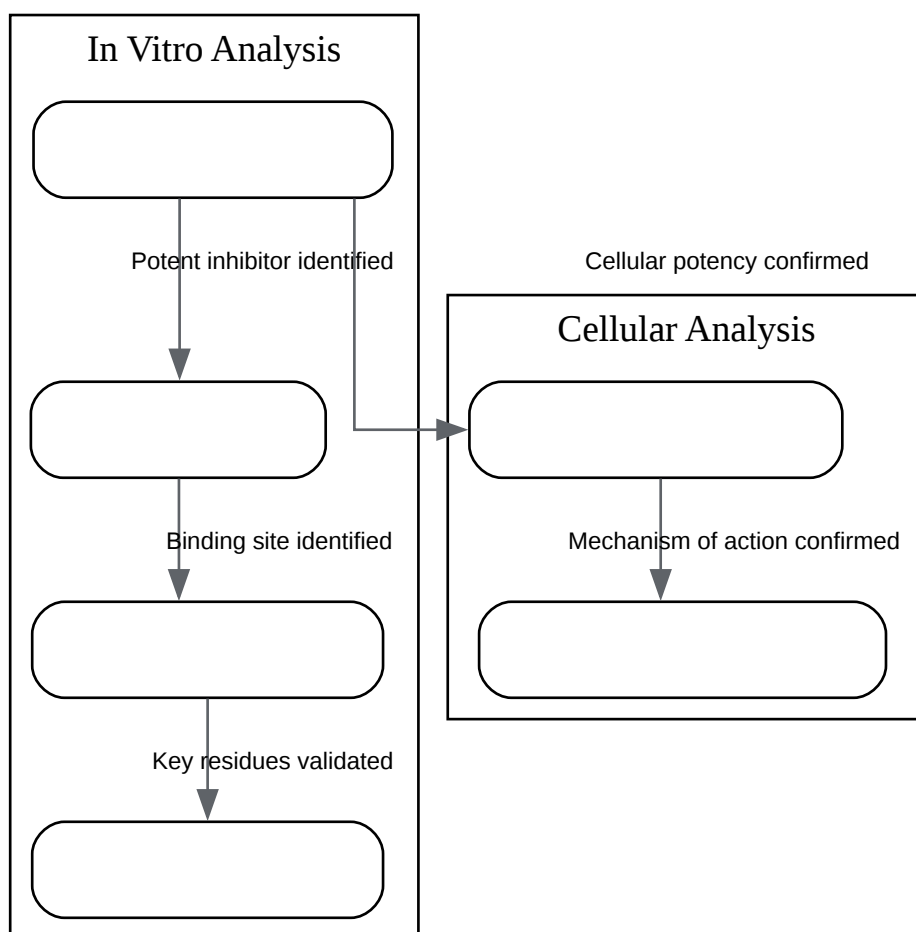 In Vitro Analysis
Potent inhibitor identified
Cellular potency confirmed
Cellular Analysis
Binding site identified
Mechanism of action confirmed
Key residues validated